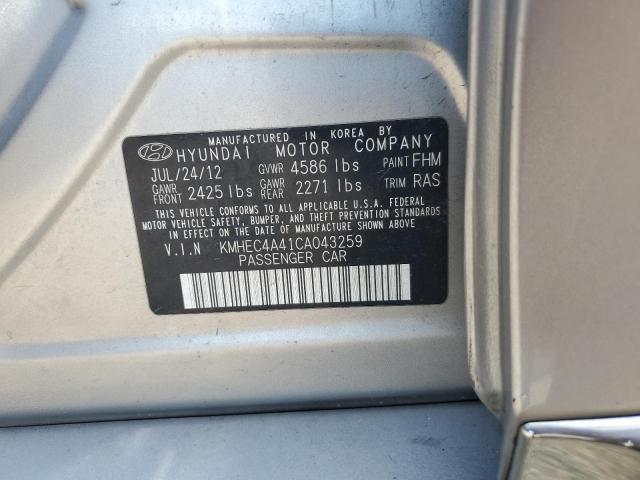 MANUFACTURED IN KOREA BY
HYUNDAI MOTOR COMPANY
JUL/24/12 GVWR 4586 lbs PAINT FHM
GAWR FRONT 2425 lbs GAWR REAR 2271 lbs TRIM RAS
THIS VEHICLE CONFORMS TO ALL APPLICABLE U.S.A. FEDERAL
MOTOR VEHICLE SAFETY, BUMPER, AND THEFT PREVENTION STANDARDS
IN EFFECT ON THE DATE OF MANUFACTURE SHOWN ABOVE.
V.I.N KMHEC4A41CA043259
PASSENGER CAR